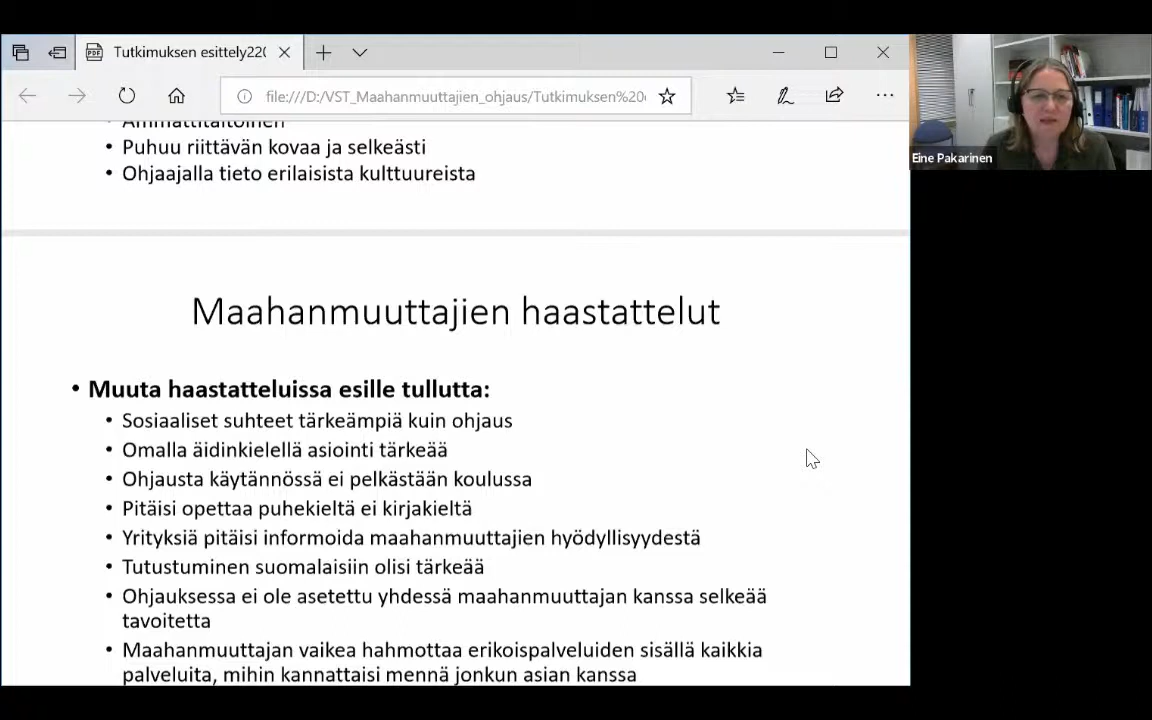 Tutkimuksen esittely220
file:///D:/VST_Maahanmuuttajien_ohjaus/Tutkimuksen%20
Ammattitaitoinen
• Puhuu riittävän kovaa ja selkeästi
• Ohjaajalla tieto erilaisista kulttuureista
Maahanmuuttajien haastattelut
• Muuta haastatteluissa esille tullutta:
• Sosiaaliset suhteet tärkeämpiä kuin ohjaus
• Omalla äidinkielellä asiointi tärkeää
• Ohjausta käytännössä ei pelkästään koulussa
• Pitäisi opettaa puhekieltä ei kirjakieltä
• Yrityksiä pitäisi informoida maahanmuuttajien hyödyllisyydestä
• Tutustuminen suomalaisiin olisi tärkeää
• Ohjauksessa ei ole asetettu yhdessä maahanmuuttajan kanssa selkeää
tavoitetta
• Maahanmuuttajan vaikea hahmottaa erikoispalveluiden sisällä kaikkia
palveluita, mihin kannattaisi mennä jonkun asian kanssa
Eine Pakarinen